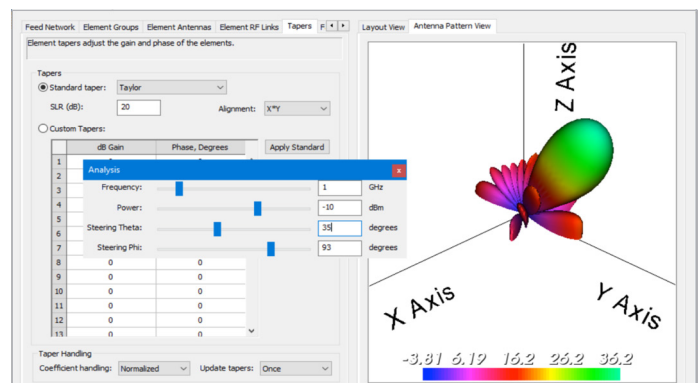 Feed Network Element Groups Element Antennas Element RF Links Tapers F
Layout View Antenna Pattern View
Element tapers adjust the gain and phase of the elements.
Tapers
Standard taper: Taylor
SLR (dB): 20 Alignment: X*Y
Custom Tapers:
dB Gain Phase, Degrees Apply Standard
1
2
Analysis x
3
Frequency: 1 GHz
4
Power: -10 dBm
5
Steering Theta: 35 degrees
6
Steering Phi: 93 degrees
7
8 0 0
9 0 0
10 0 0
11 0 0
12 0 0
13 0 0
Taper Handling
Coefficient handling: Normalized Update tapers: Once
Z Axis
X Axis
Y Axis
-3.81 6.19 16.2 26.2 36.2